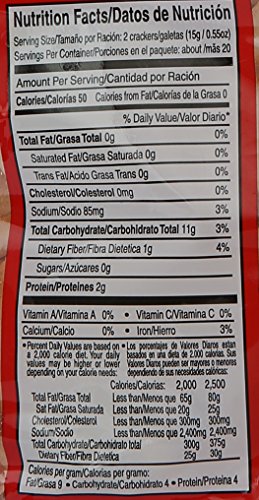 Nutrition Facts/Datos de Nutrición
Serving Size/Tamaño por Ración: 2 crackers/galetas (15g / 0.55oz)
Servings Per Container/Porciones en el paquete: about /más 20
Amount Per Serving/Cantidad por Ración
Calories/Calorías 50 Calories from Fat/Calorías de la Grasa 0
% Daily Value/Valor Diario*
Total Fat/Grasa Total 0g 0%
Saturated Fat/Grasa Saturada 0g 0%
Trans Fat/Acido Grasa Trans 0g 0%
Cholesterol/Colesterol 0mg 0%
Sodium/Sodio 85mg 3%
Total Carbohydrate/Carbohidrato Total 11g 3%
Dietary Fiber/Fibra Dietetica 1g 4%
Sugars/Azúcares 0g
Protein/Proteines 2g
Vitamin A/Vitamina A 0% • Vitamin C/Vitamina C 0%
Calcium/Calcio 0% • Iron/Hierro 3%
*Percent Daily Values are based on a 2,000 calorie diet. Your daily values may be higher or lower depending on your calorie needs.
*Los porcentajes de Valores Diaros estan basados en una dieta de 2.000 calorias. Sus Valores Diaros pueden ser mayores o menores dependiendo de sus necesidades calóricas:
Calories/Calorías: 2,000 2,500
Total Fat/Grasa Total Less than/Menos que 65g 80g
Sat Fat/Grasa Saturada Less than/Menos que 20g 25g
Cholesterol/Colesterol Less than/Menos que 300mg 300mg
Sodium/Sodio Less than/Menos que 2,400mg 2,400mg
Total Carbohydrate/Carbohidrato total 300g 375g
Dietary Fiber/Fibra Dietética 25g 30g
Calories per gram/Calorías por gramo:
Fat/Grasa 9 • Carbohydrate/Carbohidrato 4 • Protein/Proteína 4